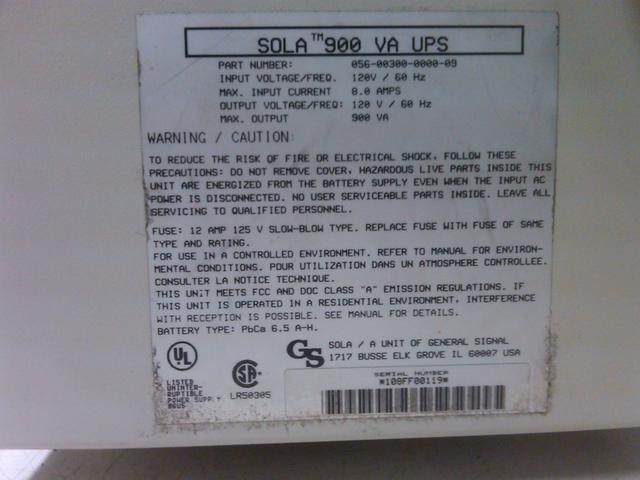 SOLA™900 VA UPS
PART NUMBER: 056-00300-0000-09
INPUT VOLTAGE/FREQ. 120V / 60 Hz
MAX. INPUT CURRENT 8.0 AMPS
OUTPUT VOLTAGE/FREQ: 120 V / 60 Hz
MAX. OUTPUT 900 VA
WARNING / CAUTION:
TO REDUCE THE RISK OF FIRE OR ELECTRICAL SHOCK, FOLLOW THESE
PRECAUTIONS: DO NOT REMOVE COVER, HAZARDOUS LIVE PARTS INSIDE THIS
UNIT ARE ENERGIZED FROM THE BATTERY SUPPLY EVEN WHEN THE INPUT AC
POWER IS DISCONNECTED. NO USER SERVICEABLE PARTS INSIDE. LEAVE ALL
SERVICING TO QUALIFIED PERSONNEL.
FUSE: 12 AMP 125 V SLOW-BLOW TYPE. REPLACE FUSE WITH FUSE OF SAME
TYPE AND RATING.
FOR USE IN A CONTROLLED ENVIRONMENT. REFER TO MANUAL FOR ENVIRON-
MENTAL CONDITIONS. POUR UTILIZATION DANS UN ATMOSPHERE CONTROLLEE.
CONSULTER LA NOTICE TECHNIQUE.
THIS UNIT MEETS FCC AND DOC CLASS "A" EMISSION REGULATIONS. IF
THIS UNIT IS OPERATED IN A RESIDENTIAL ENVIRONMENT, INTERFERENCE
WITH RECEPTION IS POSSIBLE. SEE MANUAL FOR DETAILS.
BATTERY TYPE: PbCa 6.5 A-H.
UL
LISTED
UNINTER-
RUPTIBLE
POWER SUPPLY
86US
SA
LR50305
GS
SOLA / A UNIT OF GENERAL SIGNAL
1717 BUSSE ELK GROVE IL 60007 USA
SERIAL NUMBER
*108FF00119*